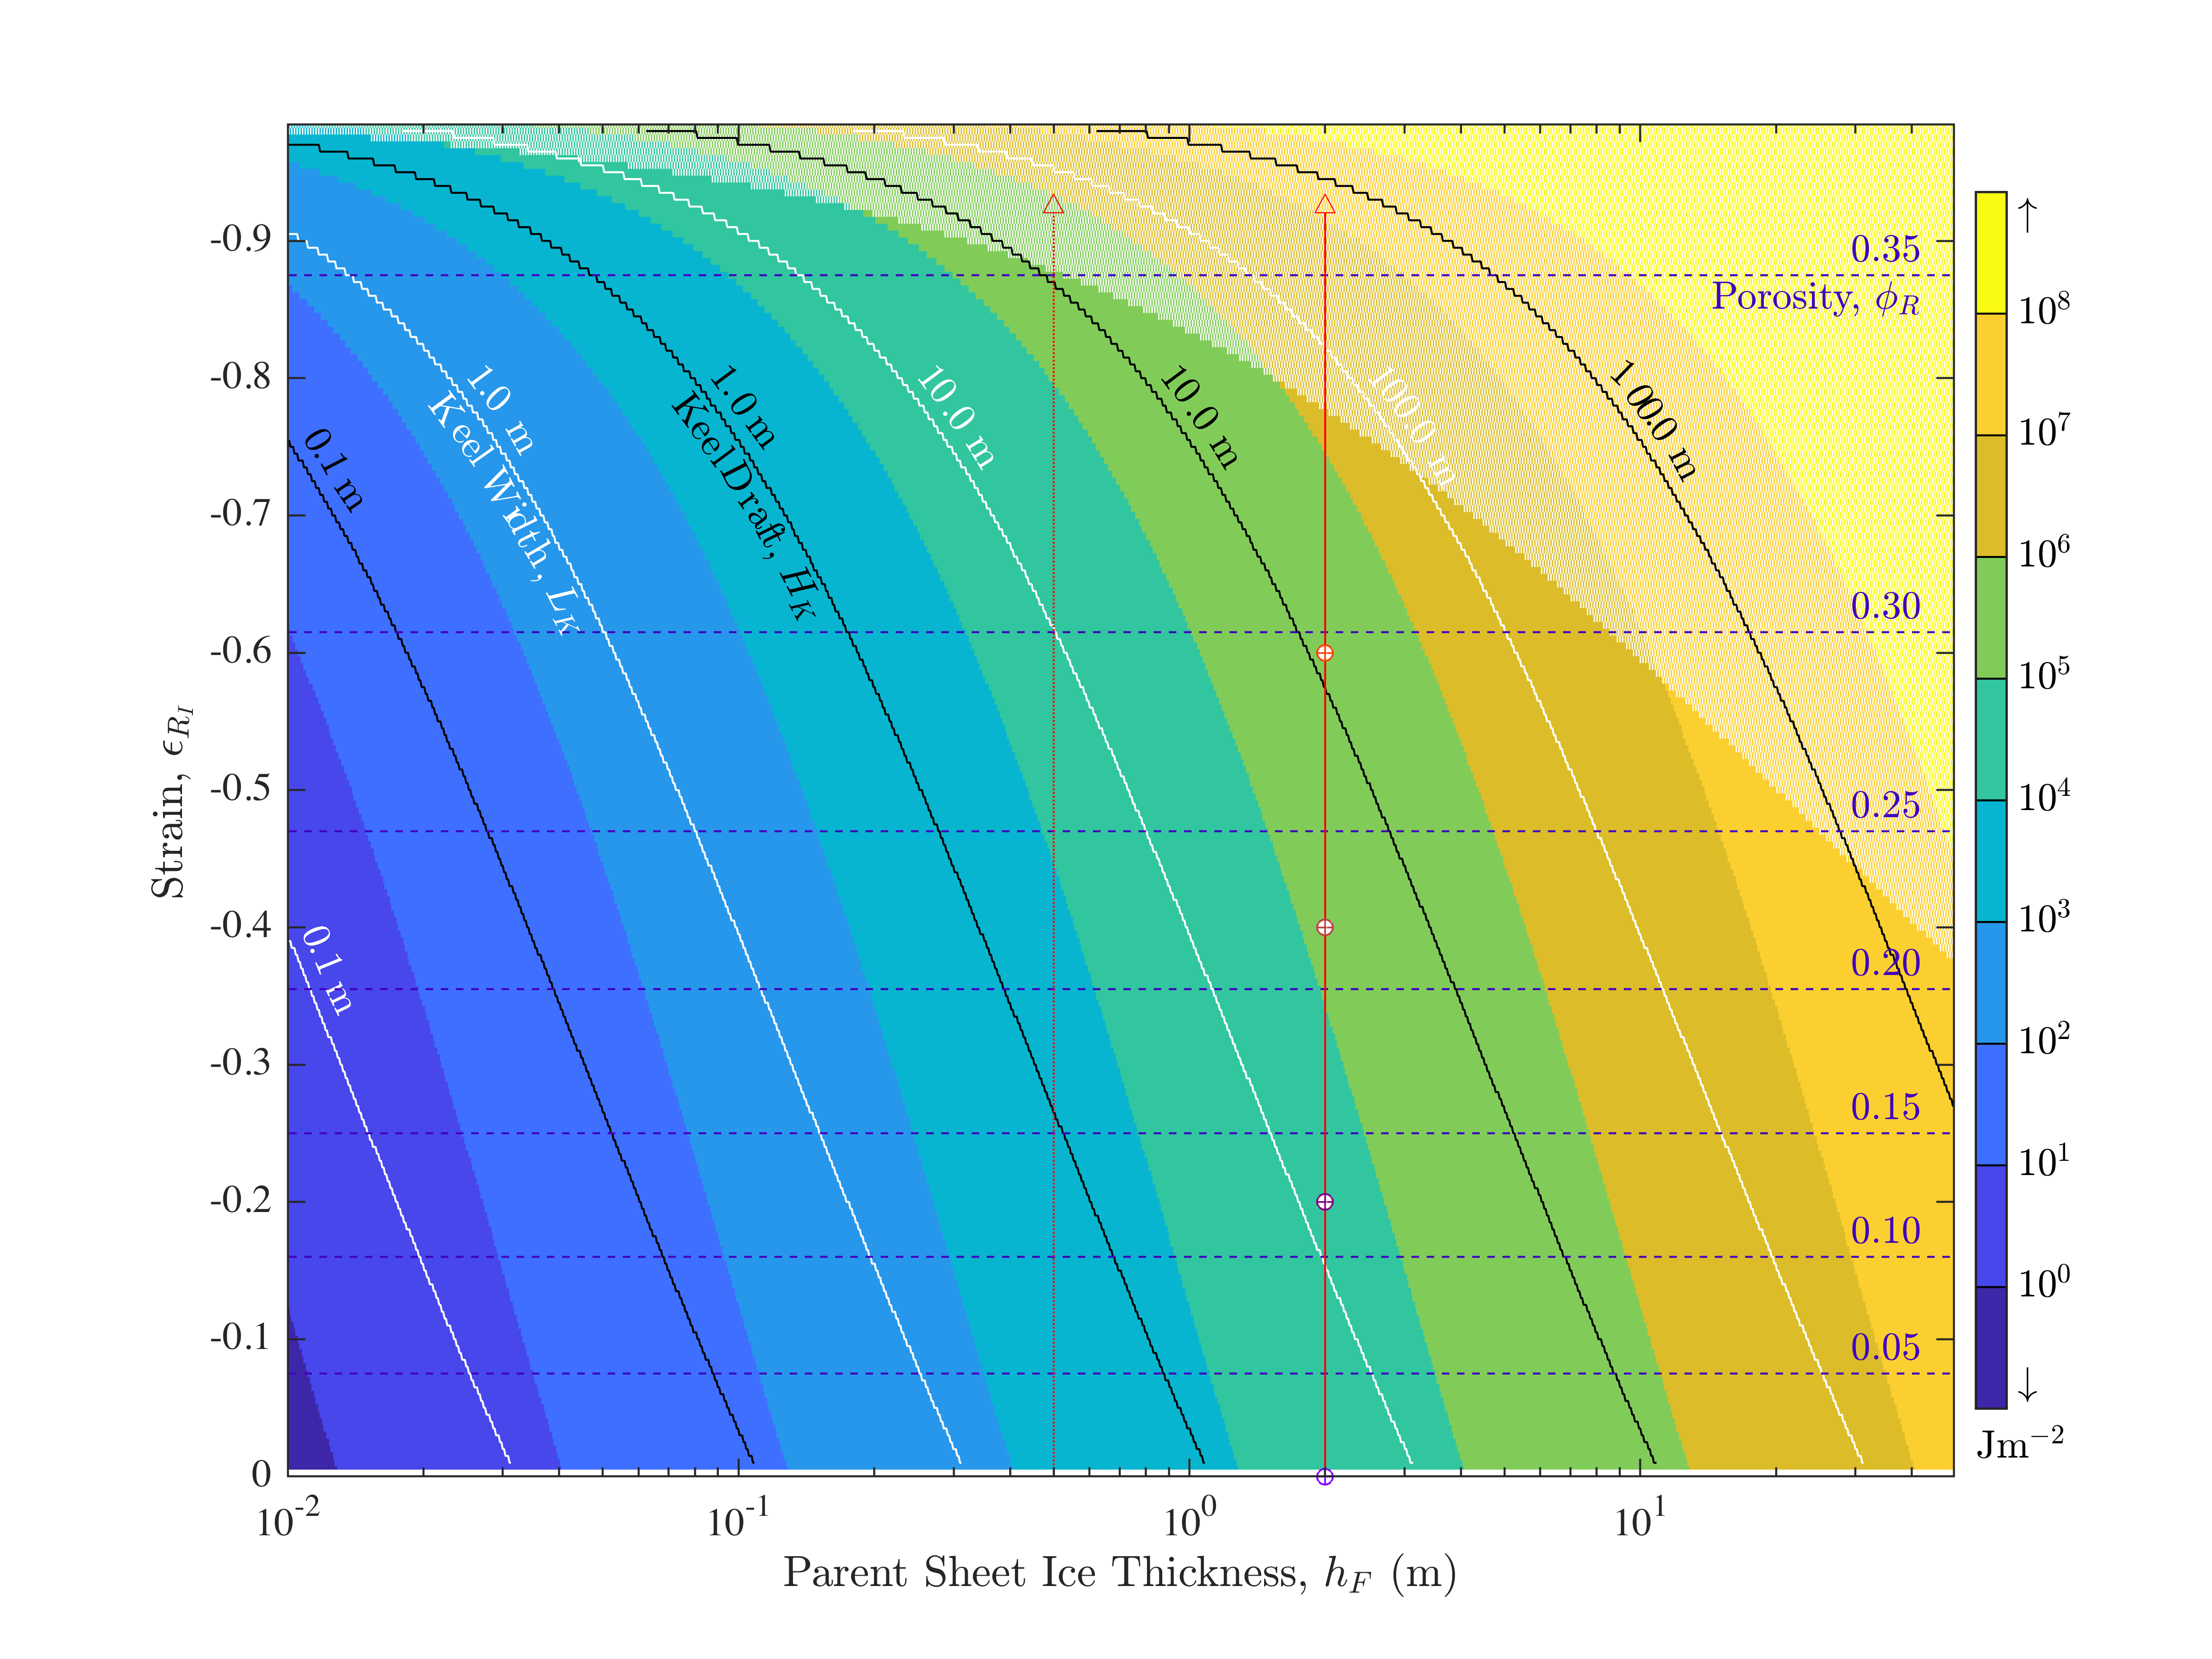 -0.9
-0.8
-0.7
-0.6
-0.5
-0.4
-0.3
-0.2
-0.1
0
Strain, ϵ_{R_I}
10^{-2}
10^{-1}
10^{0}
10^{1}
Parent Sheet Ice Thickness, h_F (m)
0.1 m
0.1 m
1.0 m
Keel Width, L_K
1.0 m
Keel Draft, H_K
10.0 m
10.0 m
100.0 m
100.0 m
0.35
Porosity, ϕ_R
0.30
0.25
0.20
0.15
0.10
0.05
↑
10^8
10^7
10^6
10^5
10^4
10^3
10^2
10^1
10^0
↓
Jm^{-2}